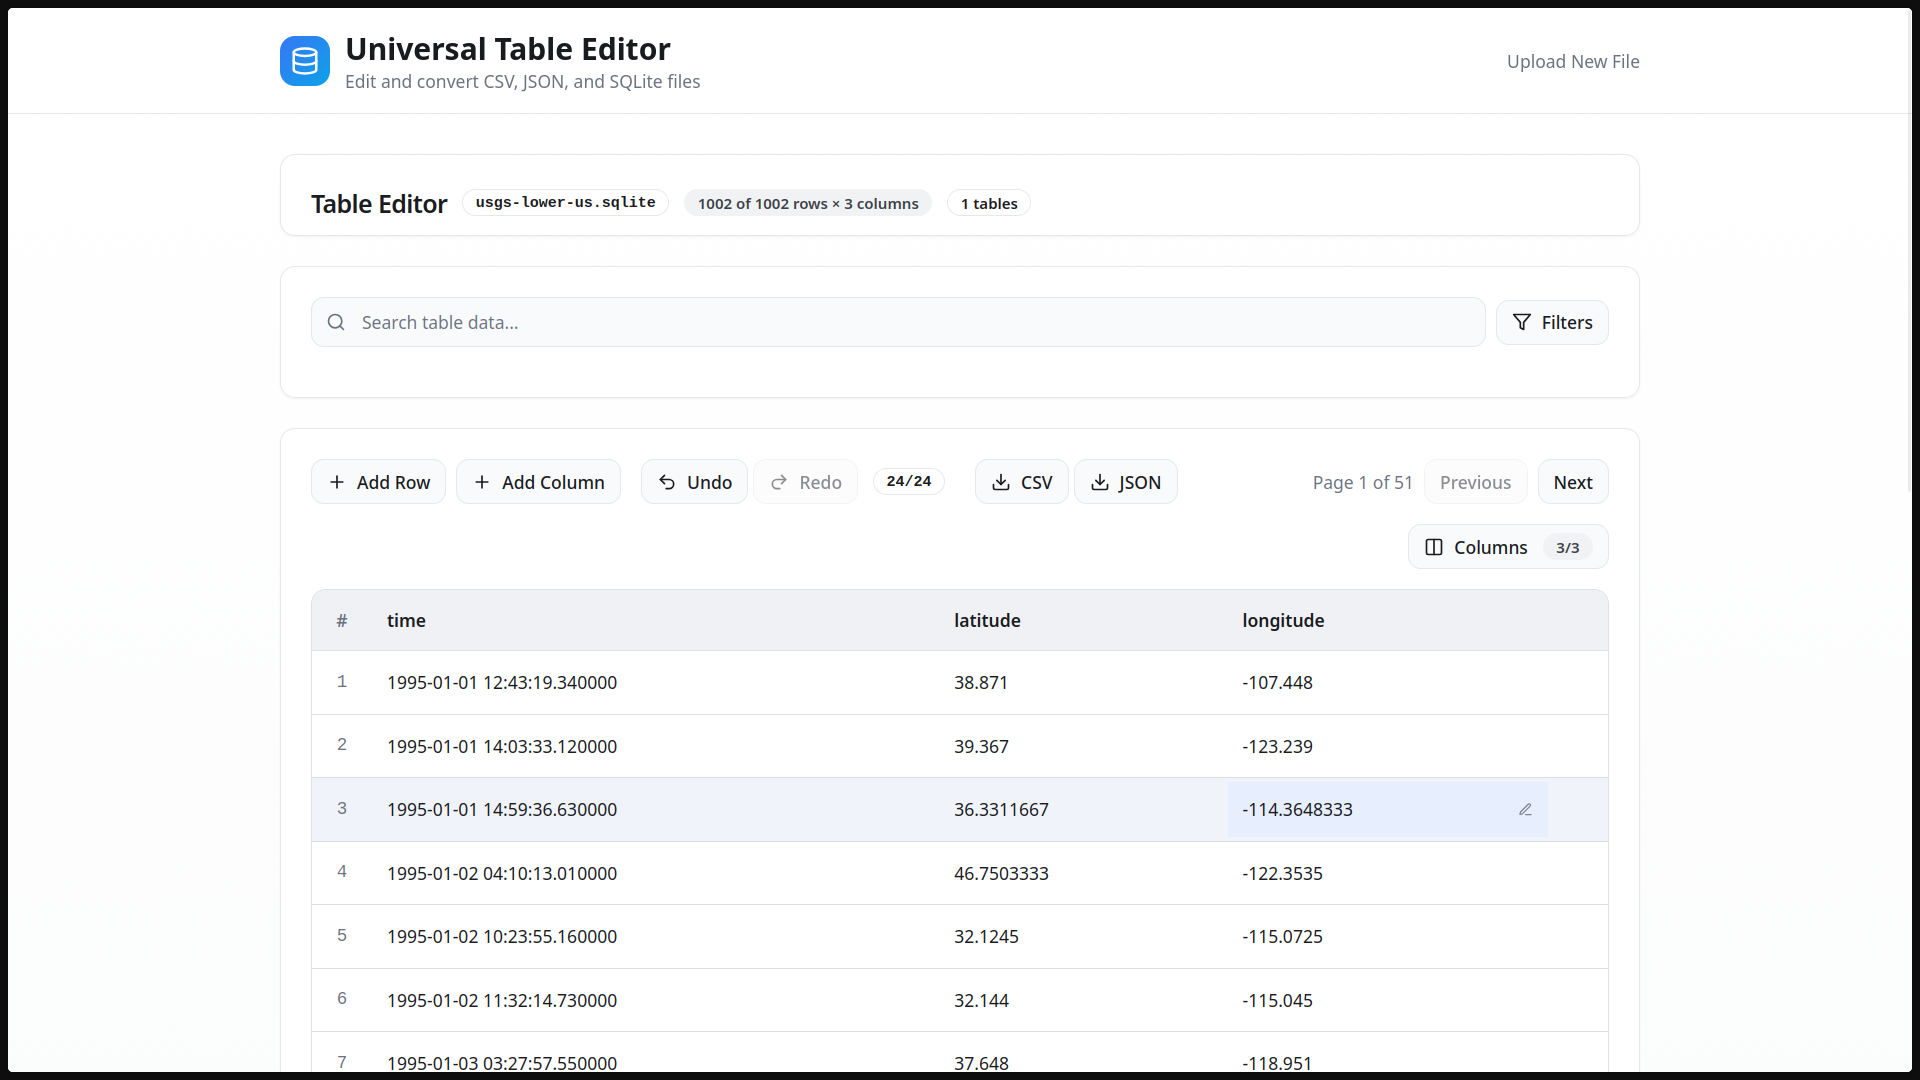 Universal Table Editor
Edit and convert CSV, JSON, and SQLite files
Upload New File
Table Editor usgs-lower-us.sqlite 1002 of 1002 rows × 3 columns 1 tables
Search table data...
Filters
Add Row Add Column Undo Redo 24/24 CSV JSON Page 1 of 51 Previous Next
Columns 3/3
# time latitude longitude
1 1995-01-01 12:43:19.340000 38.871 -107.448
2 1995-01-01 14:03:33.120000 39.367 -123.239
3 1995-01-01 14:59:36.630000 36.3311667 -114.3648333
4 1995-01-02 04:10:13.010000 46.7503333 -122.3535
5 1995-01-02 10:23:55.160000 32.1245 -115.0725
6 1995-01-02 11:32:14.730000 32.144 -115.045
7 1995-01-03 03:27:57.550000 37.648 -118.951